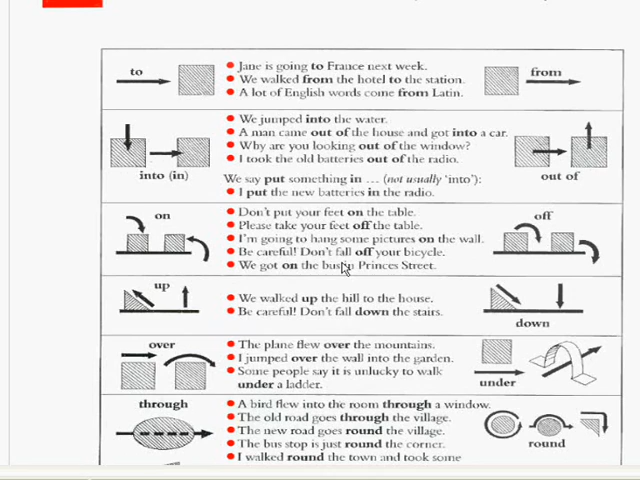 to
Jane is going to France next week.
We walked from the hotel to the station.
A lot of English words come from Latin.
from
We jumped into the water.
A man came out of the house and got into a car.
Why are you looking out of the window?
I took the old batteries out of the radio.
into (in)
We say put something in ... (not usually 'into'):
I put the new batteries in the radio.
out of
on
Don't put your feet on the table.
Please take your feet off the table.
I'm going to hang some pictures on the wall.
Be careful! Don't fall off your bicycle.
We got on the bus in Princes Street.
off
up
We walked up the hill to the house.
Be careful! Don't fall down the stairs.
down
over
The plane flew over the mountains.
I jumped over the wall into the garden.
Some people say it is unlucky to walk
under a ladder.
under
through
A bird flew into the room through a window.
The old road goes through the village.
The new road goes round the village.
The bus stop is just round the corner.
I walked round the town and took some
round